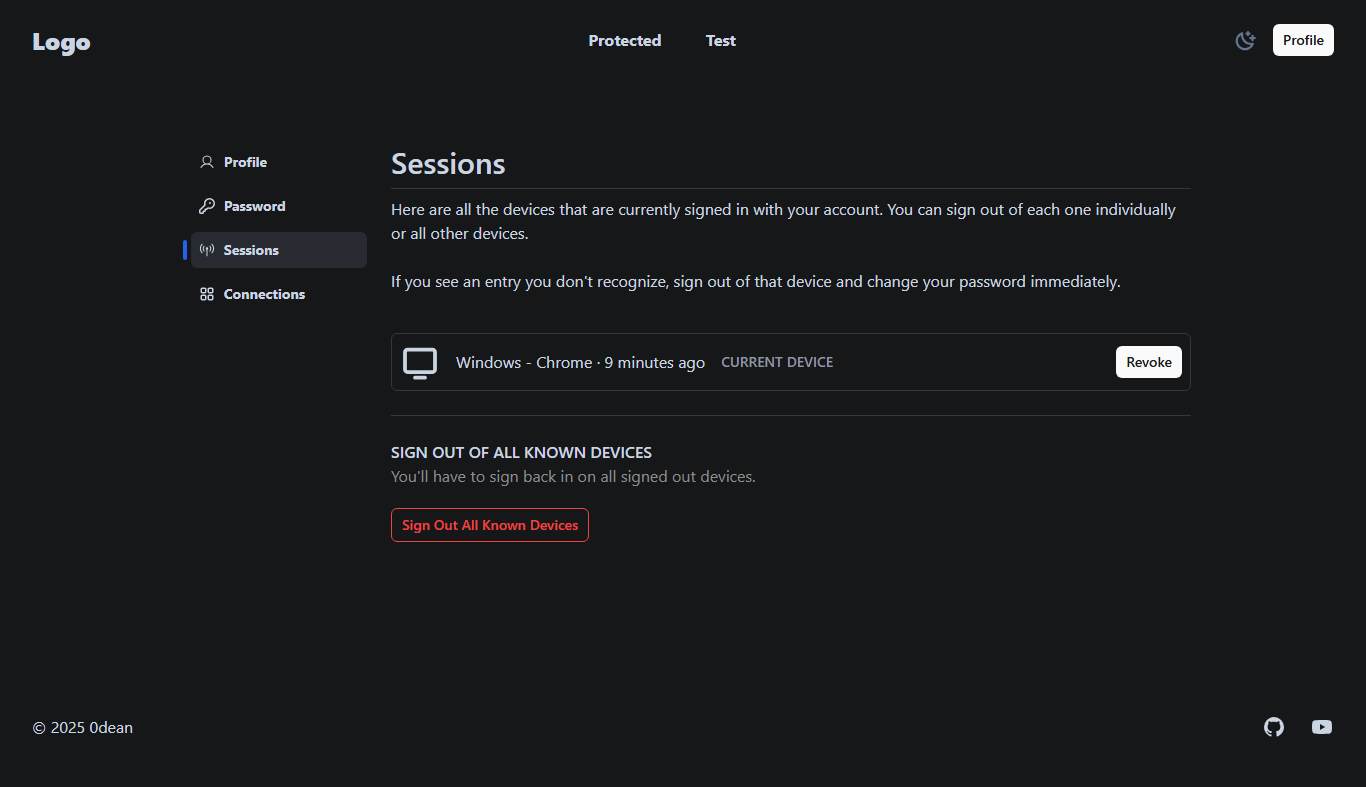 Logo
Protected
Test
Profile
Profile
Password
Sessions
Connections
Sessions
Here are all the devices that are currently signed in with your account. You can sign out of each one individually
or all other devices.
If you see an entry you don't recognize, sign out of that device and change your password immediately.
Windows - Chrome · 9 minutes ago CURRENT DEVICE
Revoke
SIGN OUT OF ALL KNOWN DEVICES
You'll have to sign back in on all signed out devices.
Sign Out All Known Devices
© 2025 0dean